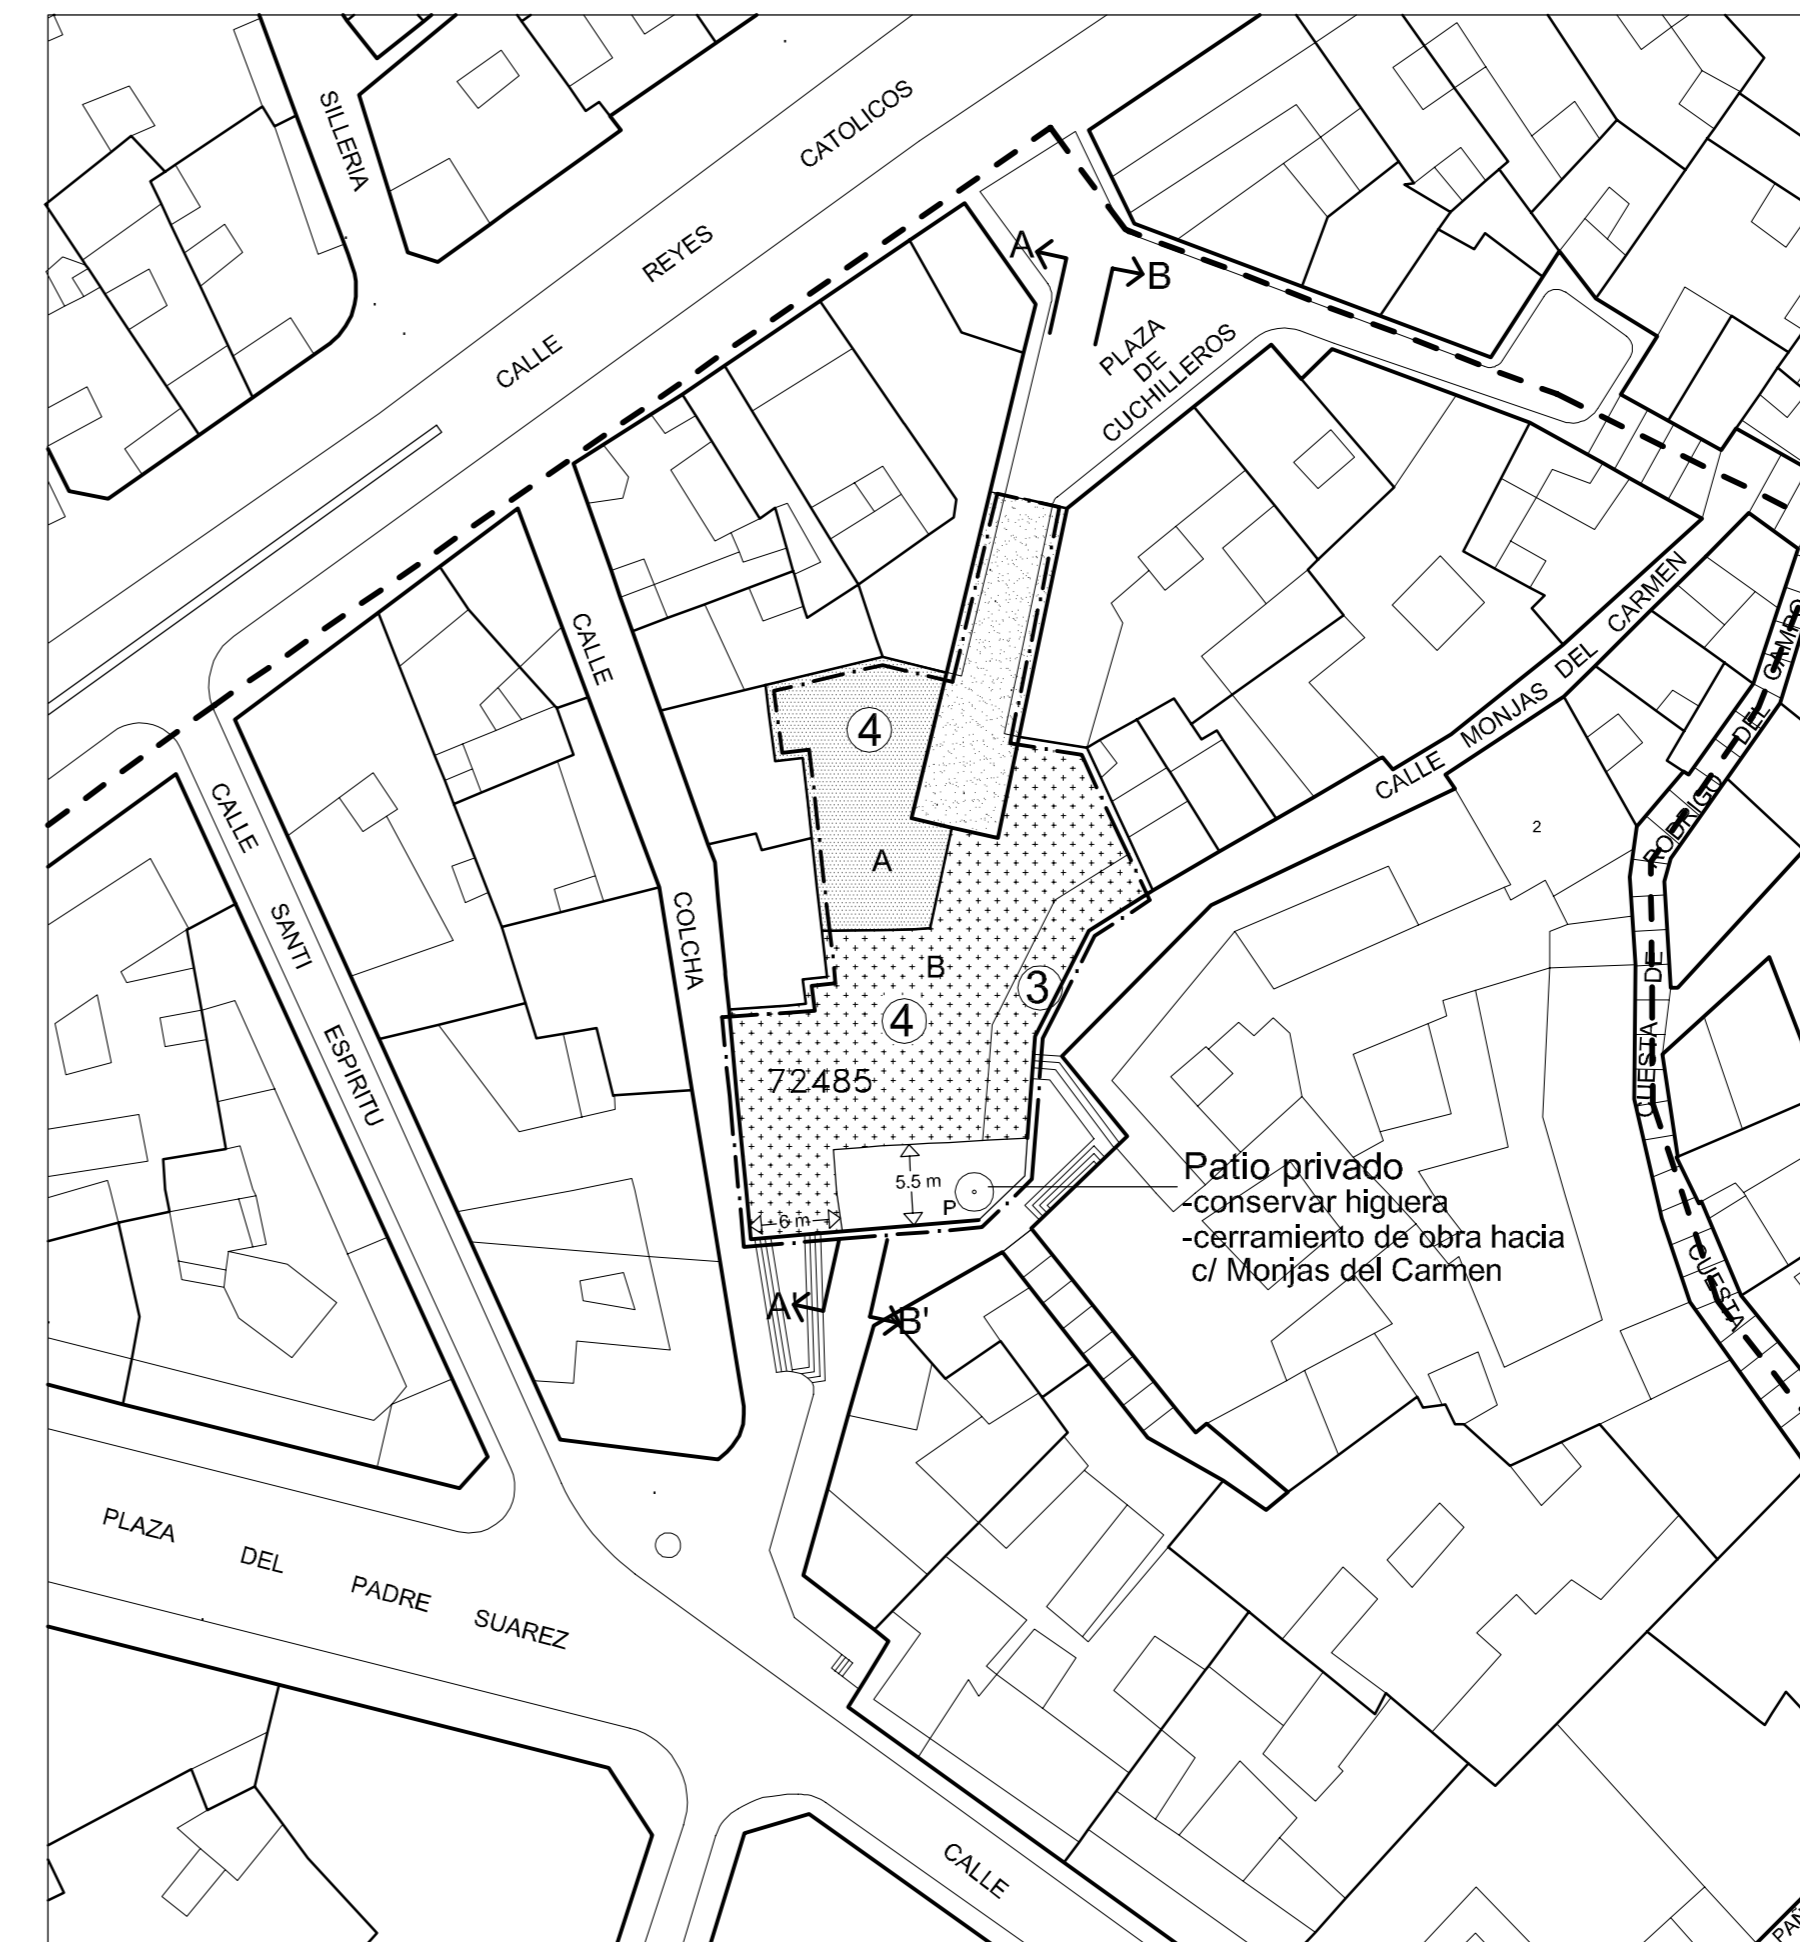 SILLERIA
CATOLICOS
REYES
CALLE
A
B
PLAZA
DE
CUCHILLEROS
CALLE
COLCHA
CALLE
SANTI
ESPIRITU
4
A
B
3
4
72485
5.5 m
6 m
P
CALLE MONJAS DEL CARMEN
2
CUESTA DE RODRIGO DEL CAMPO
CUESTA
Patio privado
-conservar higuera
-cerramiento de obra hacia
c/ Monjas del Carmen
A
B'
PLAZA DEL PADRE SUAREZ
CALLE